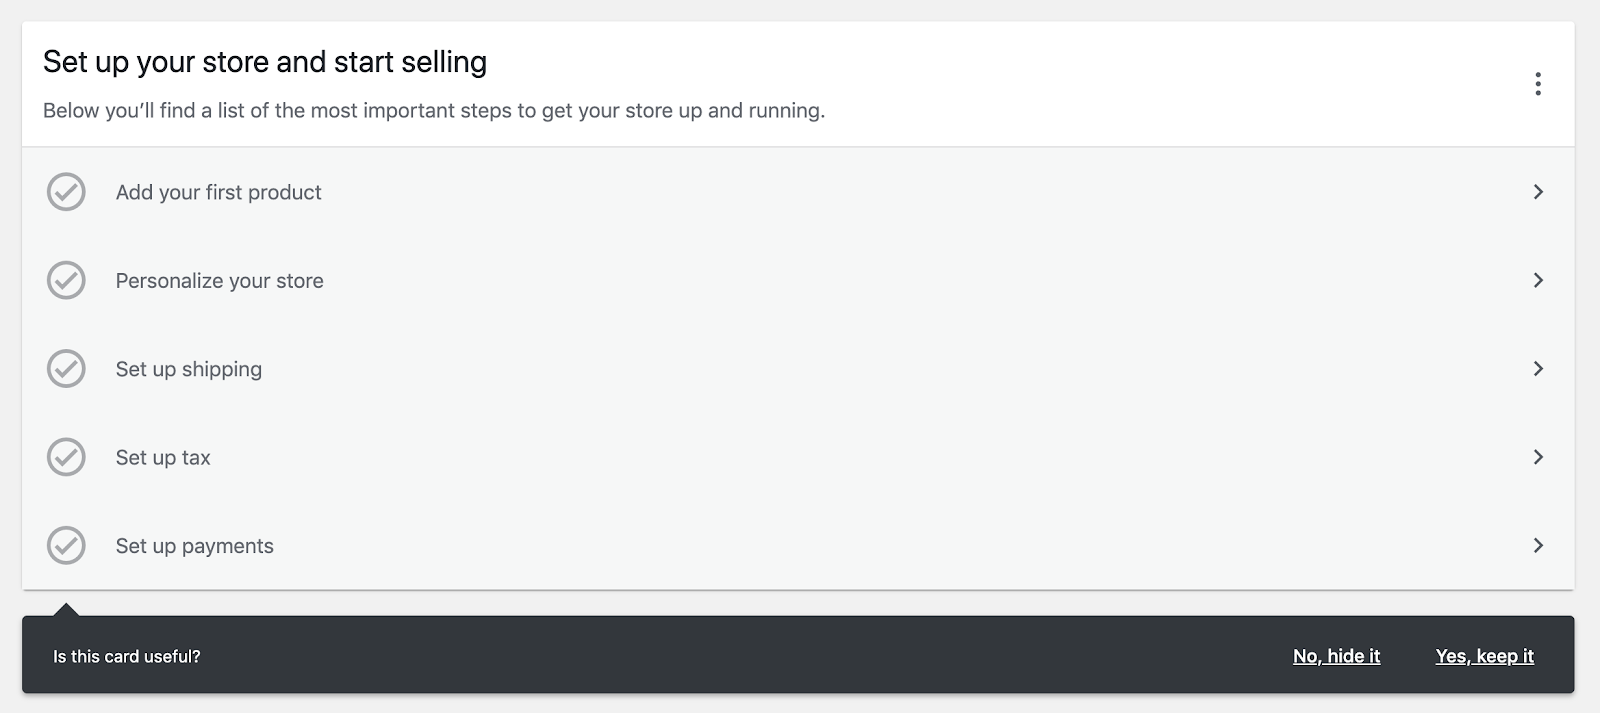 Set up your store and start selling
Below you’ll find a list of the most important steps to get your store up and running.
Add your first product
Personalize your store
Set up shipping
Set up tax
Set up payments
Is this card useful? No, hide it Yes, keep it